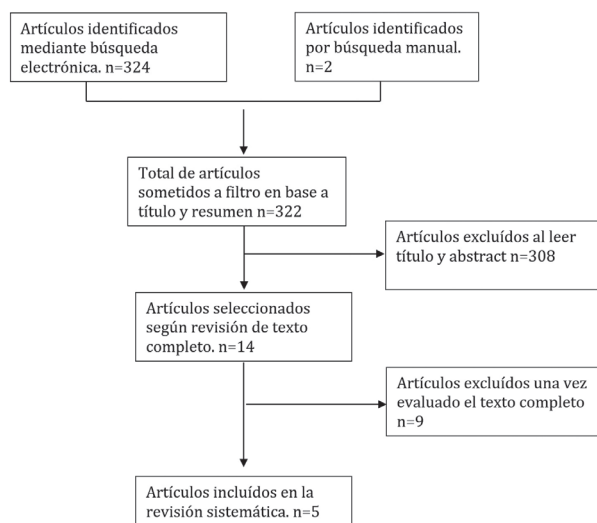 Artículos identificados
mediante búsqueda
electrónica. n=324
Artículos identificados
por búsqueda manual.
n=2
Total de artículos
sometidos a filtro en base a
título y resumen n=322
Artículos excluídos al leer
título y abstract n=308
Artículos seleccionados
según revisión de texto
completo. n=14
Artículos excluídos una vez
evaluado el texto completo
n=9
Artículos incluídos en la
revisión sistemática. n=5